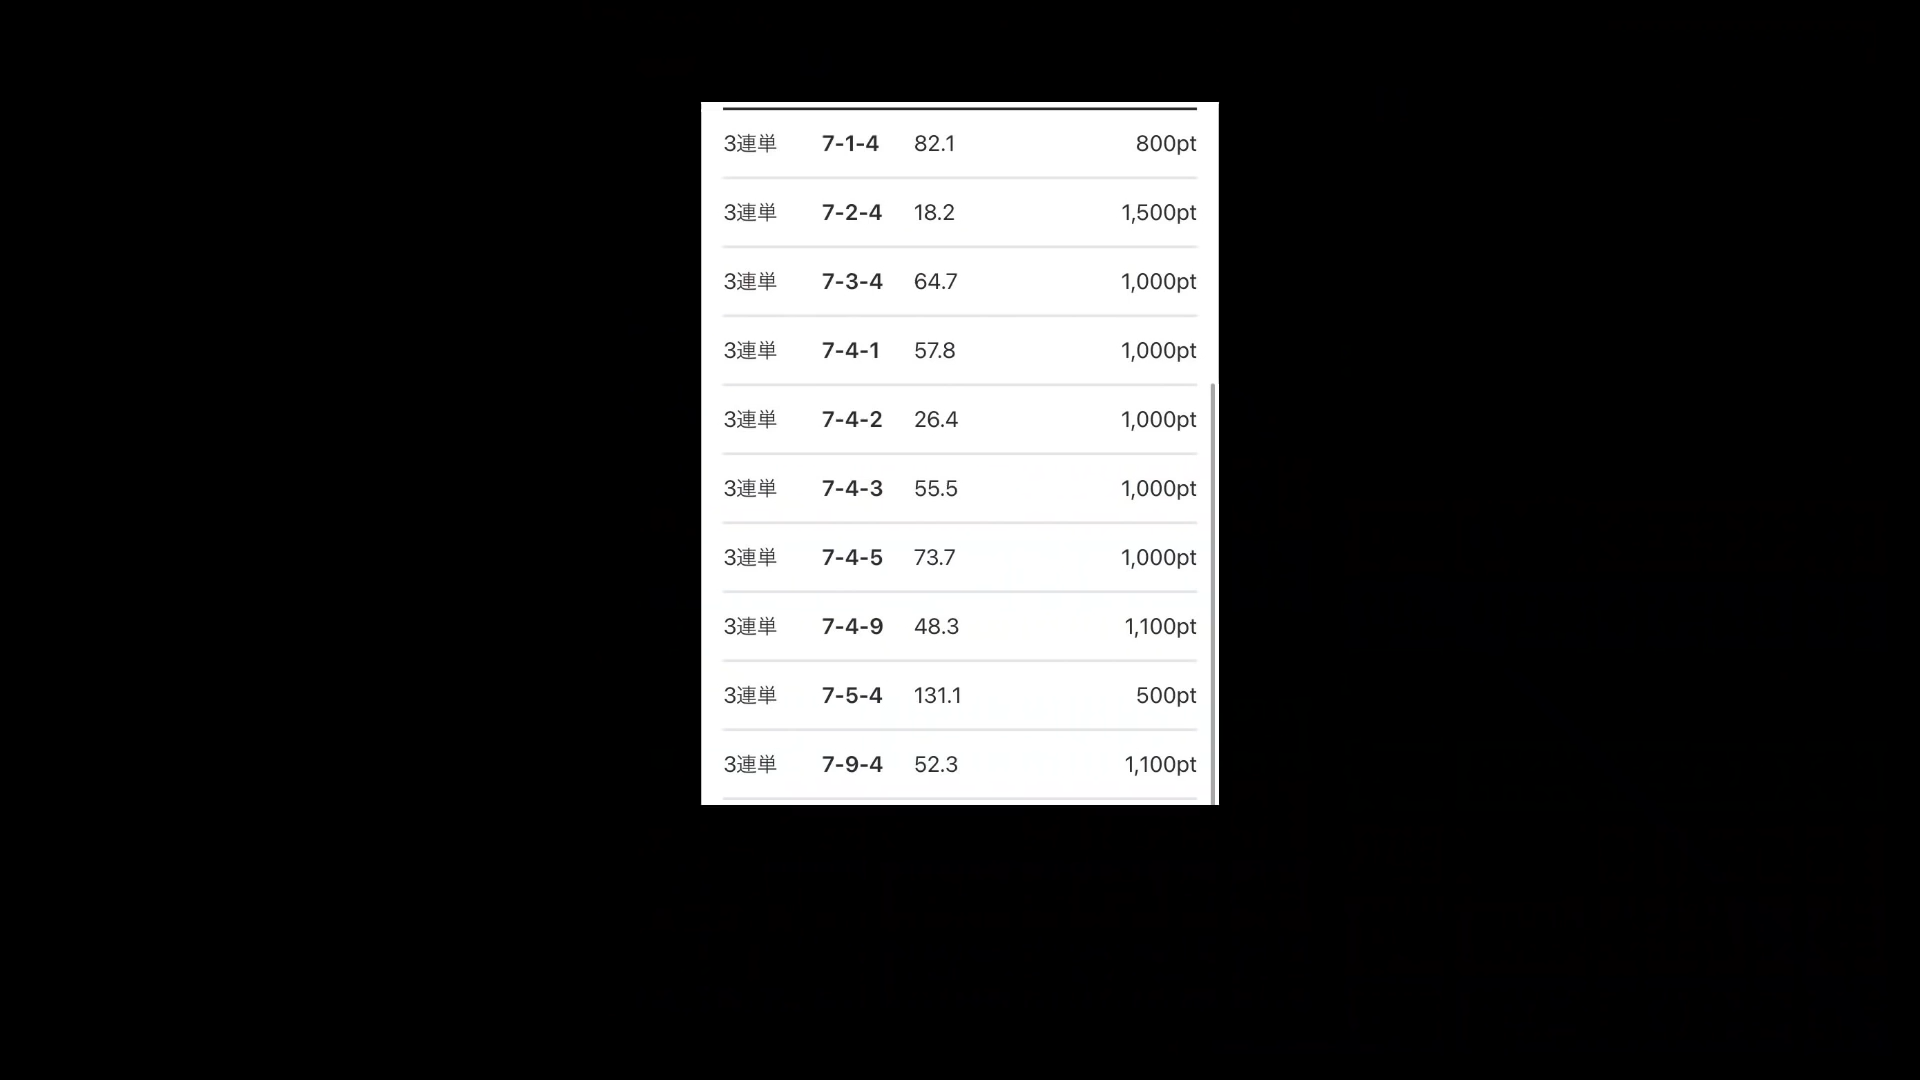 3連単 7-1-4 82.1 800pt
3連単 7-2-4 18.2 1,500pt
3連単 7-3-4 64.7 1,000pt
3連単 7-4-1 57.8 1,000pt
3連単 7-4-2 26.4 1,000pt
3連単 7-4-3 55.5 1,000pt
3連単 7-4-5 73.7 1,000pt
3連単 7-4-9 48.3 1,100pt
3連単 7-5-4 131.1 500pt
3連単 7-9-4 52.3 1,100pt